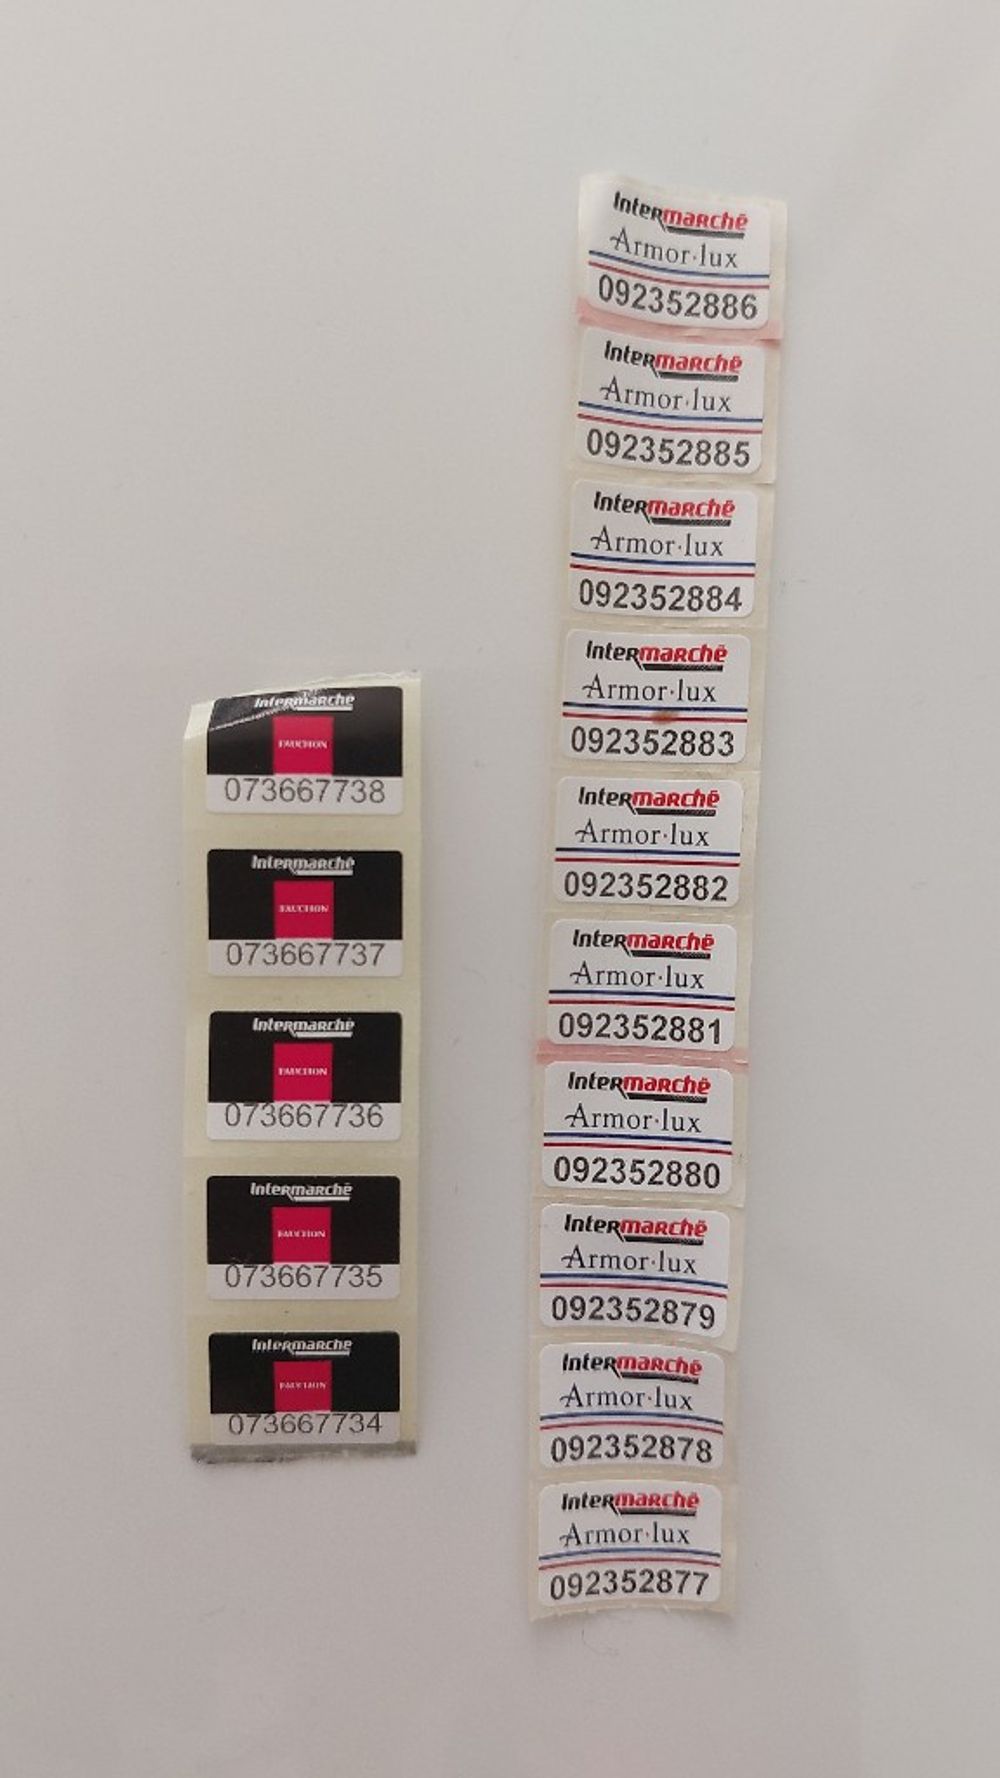 Intermarché
FAUCHON
073667738
Intermarché
FAUCHON
073667737
Intermarché
FAUCHON
073667736
Intermarché
FAUCHON
073667735
Intermarché
FAUCHON
073667734
Intermarché
Armor·lux
092352886
Intermarché
Armor·lux
092352885
Intermarché
Armor·lux
092352884
Intermarché
Armor·lux
092352883
Intermarché
Armor·lux
092352882
Intermarché
Armor·lux
092352881
Intermarché
Armor·lux
092352880
Intermarché
Armor·lux
092352879
Intermarché
Armor·lux
092352878
Intermarché
Armor·lux
092352877